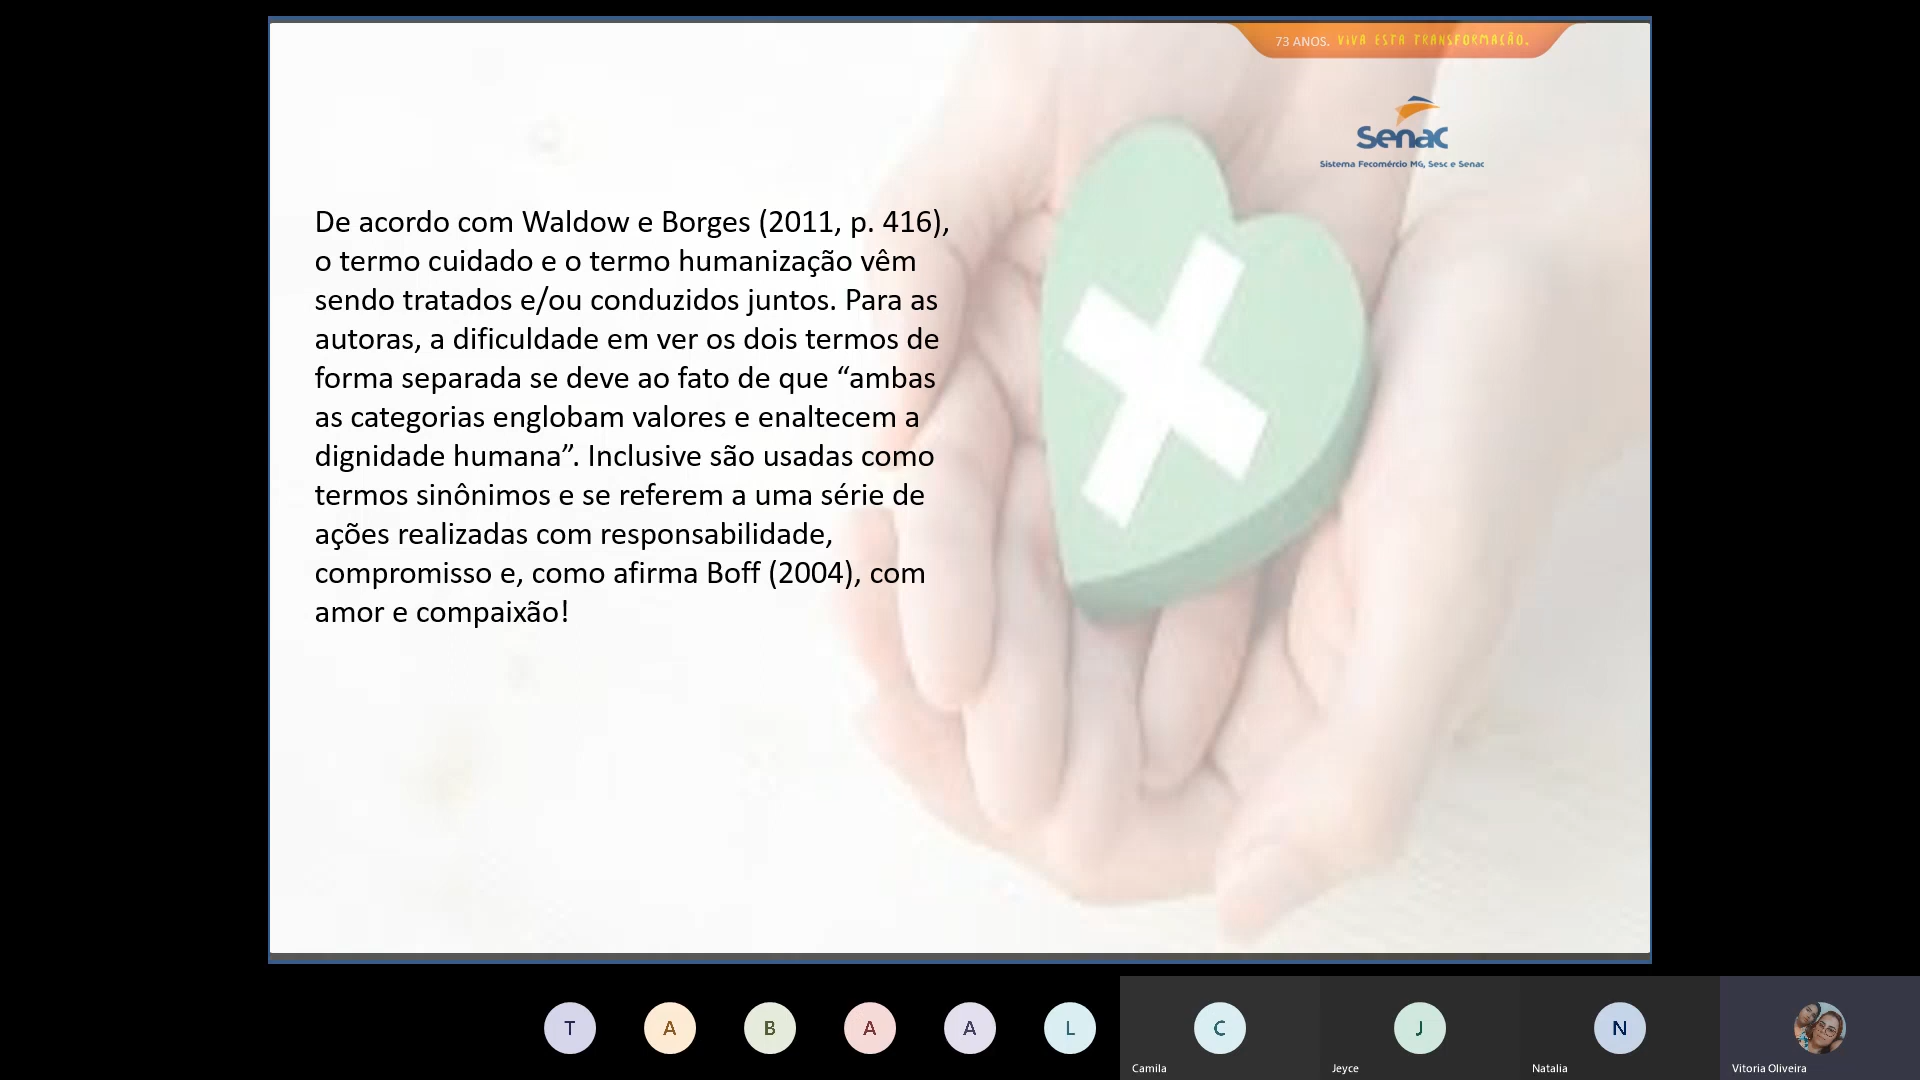 73 ANOS. VIVA ESTA TRANSFORMAÇÃO.
Senac
Sistema Fecomércio MG, Sesc e Senac
De acordo com Waldow e Borges (2011, p. 416),
o termo cuidado e o termo humanização vêm
sendo tratados e/ou conduzidos juntos. Para as
autoras, a dificuldade em ver os dois termos de
forma separada se deve ao fato de que “ambas
as categorias englobam valores e enaltecem a
dignidade humana”. Inclusive são usadas como
termos sinônimos e se referem a uma série de
ações realizadas com responsabilidade,
compromisso e, como afirma Boff (2004), com
amor e compaixão!
T A B A A L C J N
Camila Jeyce Natalia Vitoria Oliveira